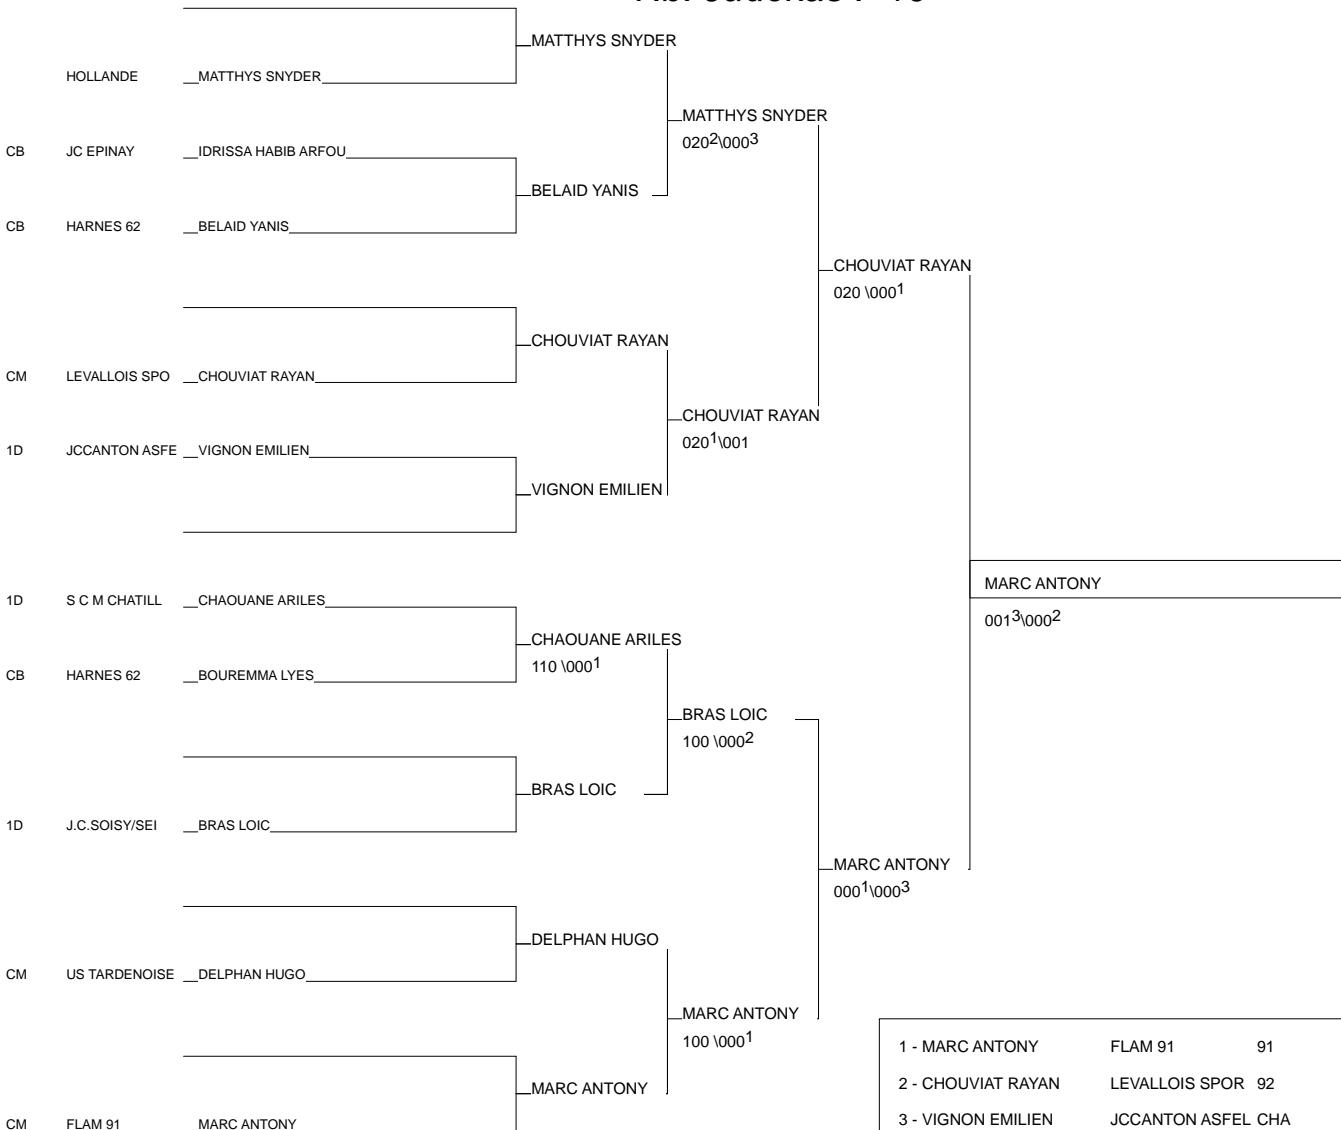 MATTHYS SNYDER
HOLLANDE MATTHYS SNYDER
MATTHYS SNYDER
020²\000³
CB JC EPINAY IDRISSA HABIB ARFOU
BELAID YANIS
CB HARNES 62 BELAID YANIS
CHOUVIAT RAYAN
020 \000¹
CHOUVIAT RAYAN
CM LEVALLOIS SPO CHOUVIAT RAYAN
CHOUVIAT RAYAN
020¹\001
1D JCCANTON ASFE VIGNON EMILIEN
VIGNON EMILIEN
MARC ANTONY
001³\000²
1D S C M CHATILL CHAOUANE ARILES
CHAOUANE ARILES
110 \000¹
CB HARNES 62 BOUREMMA LYES
BRAS LOIC
100 \000²
BRAS LOIC
1D J.C.SOISY/SEI BRAS LOIC
MARC ANTONY
000¹\000³
DELPHAN HUGO
CM US TARDENOISE DELPHAN HUGO
MARC ANTONY
100 \000¹
1 - MARC ANTONY FLAM 91 91
2 - CHOUVIAT RAYAN LEVALLOIS SPOR 92
MARC ANTONY
3 - VIGNON EMILIEN JCCANTON ASFEL CHA
CM FLAM 91 MARC ANTONY